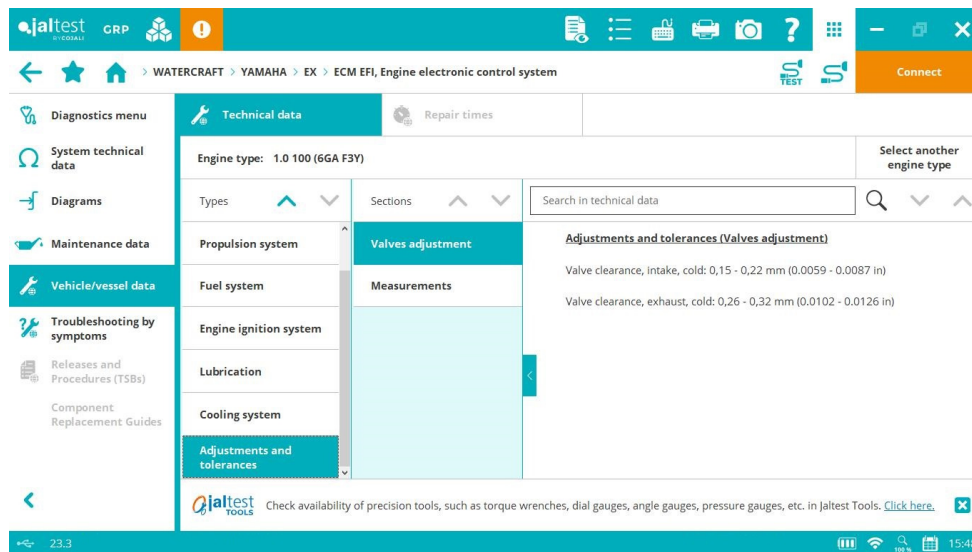 jaltest GRP
BY COJALI
> WATERCRAFT > YAMAHA > EX > ECM EFI, Engine electronic control system
TEST
Connect
Diagnostics menu
System technical
data
Diagrams
Maintenance data
Vehicle/vessel data
Troubleshooting by
symptoms
Releases and
Procedures (TSBs)
Component
Replacement Guides
Technical data
Repair times
Engine type: 1.0 100 (6GA F3Y)
Select another
engine type
Types
Sections
Search in technical data
Propulsion system
Fuel system
Engine ignition system
Lubrication
Cooling system
Adjustments and
tolerances
Valves adjustment
Measurements
Adjustments and tolerances (Valves adjustment)
Valve clearance, intake, cold: 0,15 - 0,22 mm (0.0059 - 0.0087 in)
Valve clearance, exhaust, cold: 0,26 - 0,32 mm (0.0102 - 0.0126 in)
jaltest
TOOLS
Check availability of precision tools, such as torque wrenches, dial gauges, angle gauges, pressure gauges, etc. in Jaltest Tools. Click here.
23.3
100 %